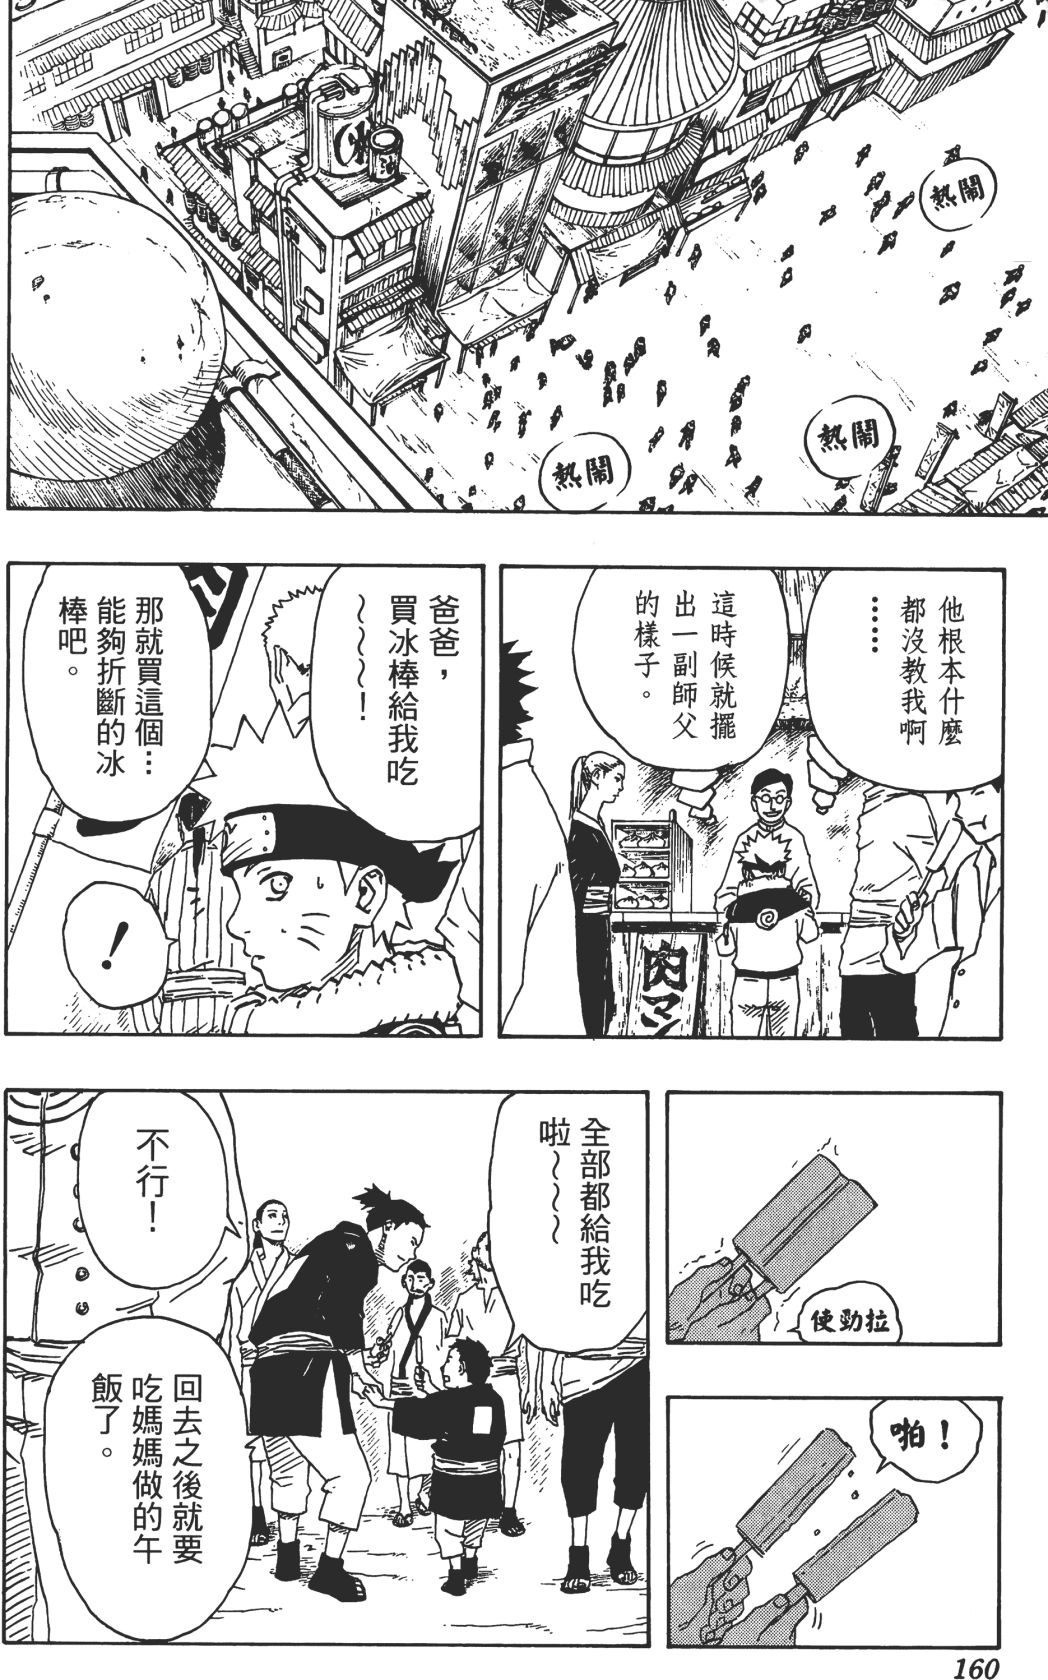 熱鬧
熱鬧
熱鬧
他根本什麼
都沒教我啊
……
這時候就擺
出一副師父
的樣子。
肉マン
爸爸，
買冰棒給我吃
～～～！
那就買這個…
能夠折斷的冰
棒吧。
！
使勁拉
啪！
全部都給我吃
啦～～～
不行！
回去之後就要
吃媽媽做的午
飯了。
160